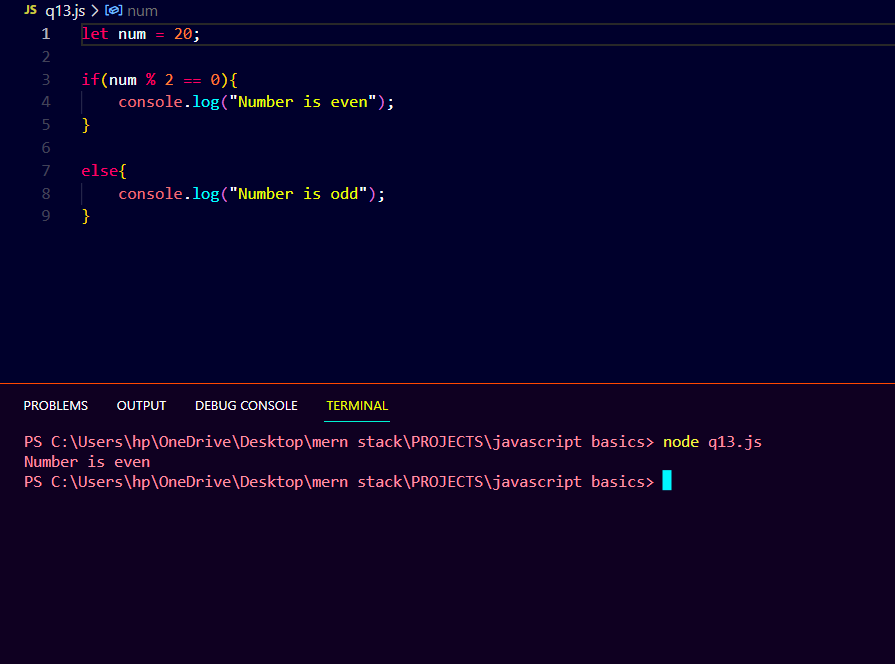 JS q13.js > num
1 let num = 20;
2
3 if(num % 2 == 0){
4     console.log("Number is even");
5 }
6
7 else{
8     console.log("Number is odd");
9 }
PROBLEMS OUTPUT DEBUG CONSOLE TERMINAL
PS C:\Users\hp\OneDrive\Desktop\mern stack\PROJECTS\javascript basics> node q13.js
Number is even
PS C:\Users\hp\OneDrive\Desktop\mern stack\PROJECTS\javascript basics>